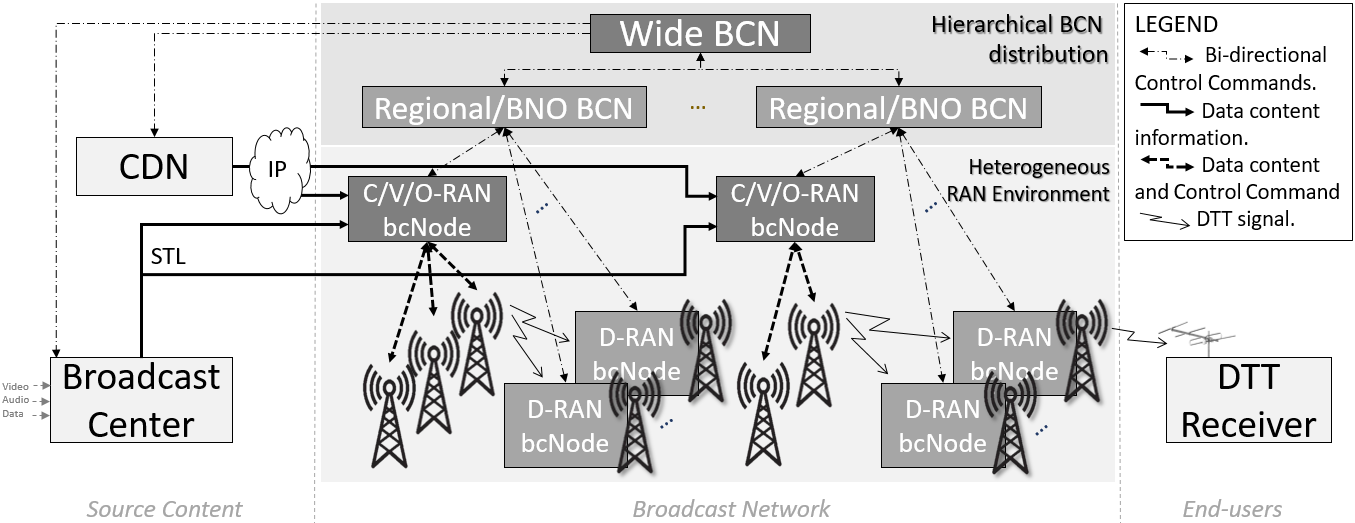 Wide BCN
Hierarchical BCN
distribution
Regional/BNO BCN
...
Regional/BNO BCN
CDN
IP
Heterogeneous
RAN Environment
C/V/O-RAN
bcNode
...
C/V/O-RAN
bcNode
...
STL
D-RAN
bcNode
D-RAN
bcNode
...
D-RAN
bcNode
D-RAN
bcNode
...
Video
Audio
Data
Broadcast
Center
DTT
Receiver
LEGEND
Bi-directional
Control Commands.
Data content
information.
Data content
and Control Command
DTT signal.
Source Content
Broadcast Network
End-users